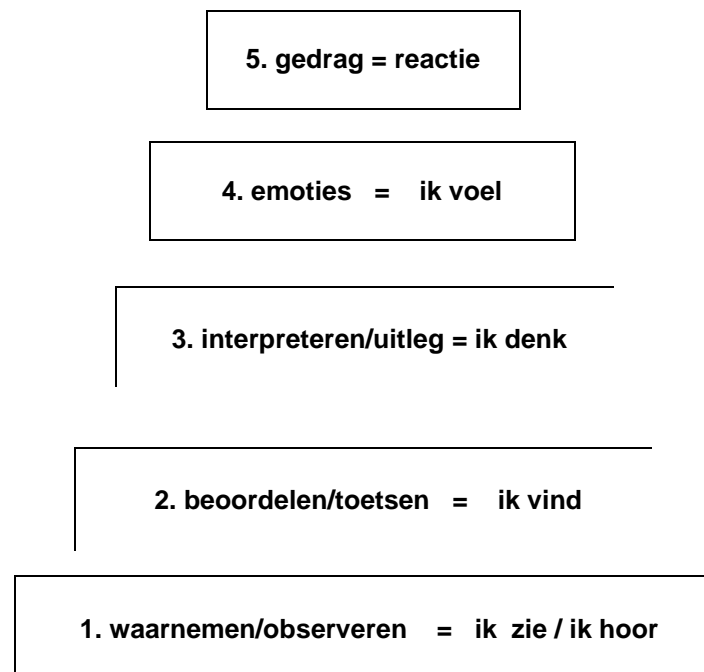 5. gedrag = reactie
4. emoties = ik voel
3. interpreteren/uitleg = ik denk
2. beoordelen/toetsen = ik vind
1. waarnemen/observeren = ik zie / ik hoor